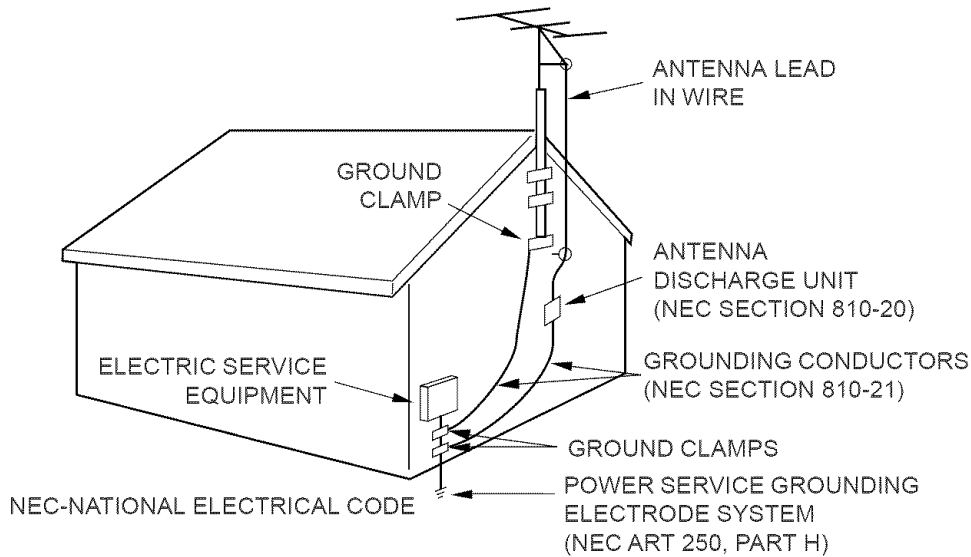 ANTENNA LEAD
IN WIRE
GROUND
CLAMP
ANTENNA
DISCHARGE UNIT
(NEC SECTION 810-20)
ELECTRIC SERVICE
EQUIPMENT
GROUNDING CONDUCTORS
(NEC SECTION 810-21)
GROUND CLAMPS
NEC-NATIONAL ELECTRICAL CODE
POWER SERVICE GROUNDING
ELECTRODE SYSTEM
(NEC ART 250, PART H)